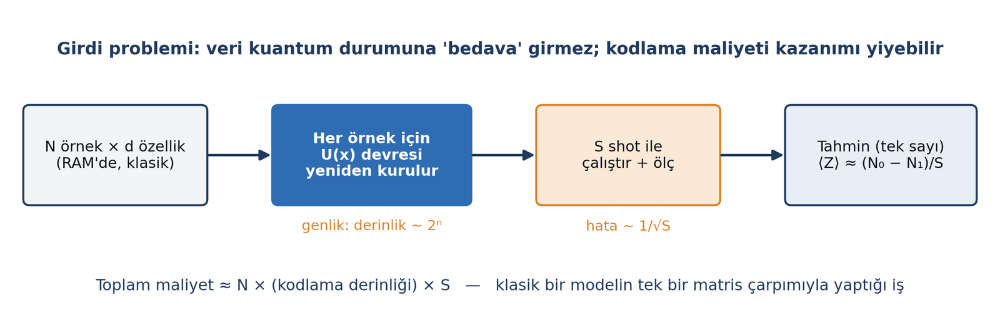 Girdi problemi: veri kuantum durumuna 'bedava' girmez; kodlama maliyeti kazanımı yiyebilir
N örnek × d özellik
(RAM'de, klasik)
Her örnek için
U(x) devresi
yeniden kurulur
S shot ile
çalıştır + ölç
Tahmin (tek sayı)
⟨Z⟩ ≈ (N₀ − N₁)/S
genlik: derinlik ~ 2ⁿ
hata ~ 1/√S
Toplam maliyet ≈ N × (kodlama derinliği) × S — klasik bir modelin tek bir matris çarpımıyla yaptığı iş